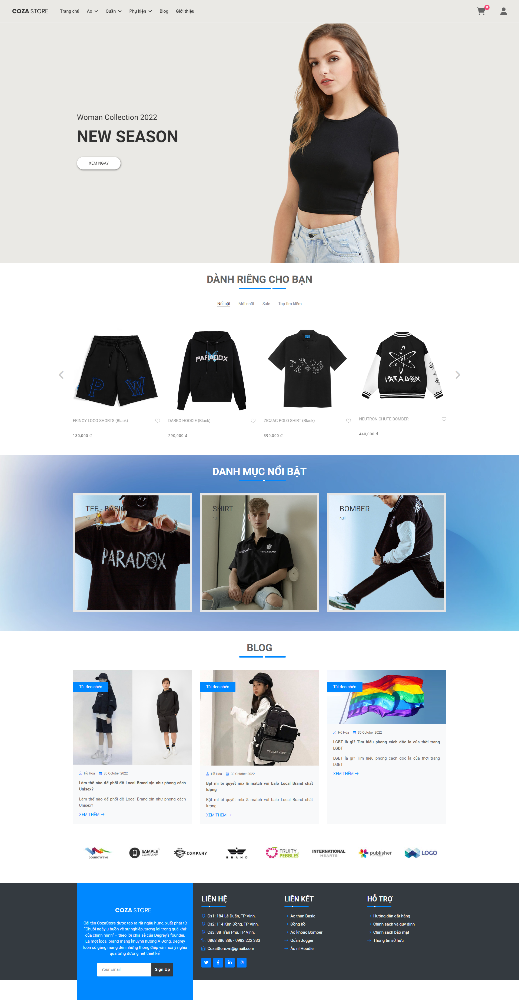 COZA STORE
Trang chủ
Áo
Quần
Phụ kiện
Blog
Giới thiệu
0
Woman Collection 2022
NEW SEASON
XEM NGAY
DÀNH RIÊNG CHO BẠN
Nổi bật
Mới nhất
Sale
Top tìm kiếm
P W
PARADOX
PARADOX
PARADOX
FRINGY LOGO SHORTS (Black)
DARKO HOODIE (Black)
ZIGZAG POLO SHIRT (Black)
NEUTRON CHUTE BOMBER
130,000 đ
290,000 đ
390,000 đ
440,000 đ
DANH MỤC NỔI BẬT
TEE - BASIC
null
PARADOX
SHIRT
null
PARADOX
BOMBER
null
BLOG
Túi đeo chéo
Hồ Hòa
30 October 2022
Làm thế nào để phối đồ Local Brand xịn như phong cách
Unisex?
Làm thế nào để phối đồ Local Brand xịn như phong cách
Unisex?
XEM THÊM
Túi đeo chéo
REGODS CLUB
Hồ Hòa
30 October 2022
Bật mí bí quyết mix & match với balo Local Brand chất
lượng
Bật mí bí quyết mix & match với balo Local Brand chất
lượng
XEM THÊM
Túi đeo chéo
Hồ Hòa
30 October 2022
LGBT là gì? Tìm hiểu phong cách độc lạ của thời trang
LGBT
LGBT là gì? Tìm hiểu phong cách độc lạ của thời trang
LGBT
XEM THÊM
SoundWave
SAMPLE
COMPANY
COMPANY
BRAND
FRUITY
PEBBLES
INTERNATIONAL
HEARTS
publisher
MULTIMEDIA
LOGO
COZA STORE
Cái tên CozaStore được tạo ra rất ngẫu hứng, xuất phát từ
“Chuỗi ngày u buồn về sự nghiệp, tương lai trong quá khứ
của chính mình” – theo lời chia sẻ của Degrey’s founder.
Là một local brand mang khuynh hướng Á Đông, Degrey
luôn cố gắng mang đến những thông điệp văn hoá ý nghĩa
qua từng đường nét thiết kế.
Your Email
Sign Up
LIÊN HỆ
Cs1: 184 Lê Duẩn, TP Vinh.
Cs2: 114 Kim Đồng, TP Vinh.
Cs3: 88 Trần Phú, TP Vinh.
0868 886 886 - 0982 222 333
CozaStore.vn@gmail.com
LIÊN KẾT
Áo thun Basic
Đồng hồ
Áo khoác Bomber
Quần Jogger
Áo nỉ Hoodie
HỖ TRỢ
Hướng dẫn đặt hàng
Chính sách và quy định
Chính sách bảo mật
Thông tin sở hữu